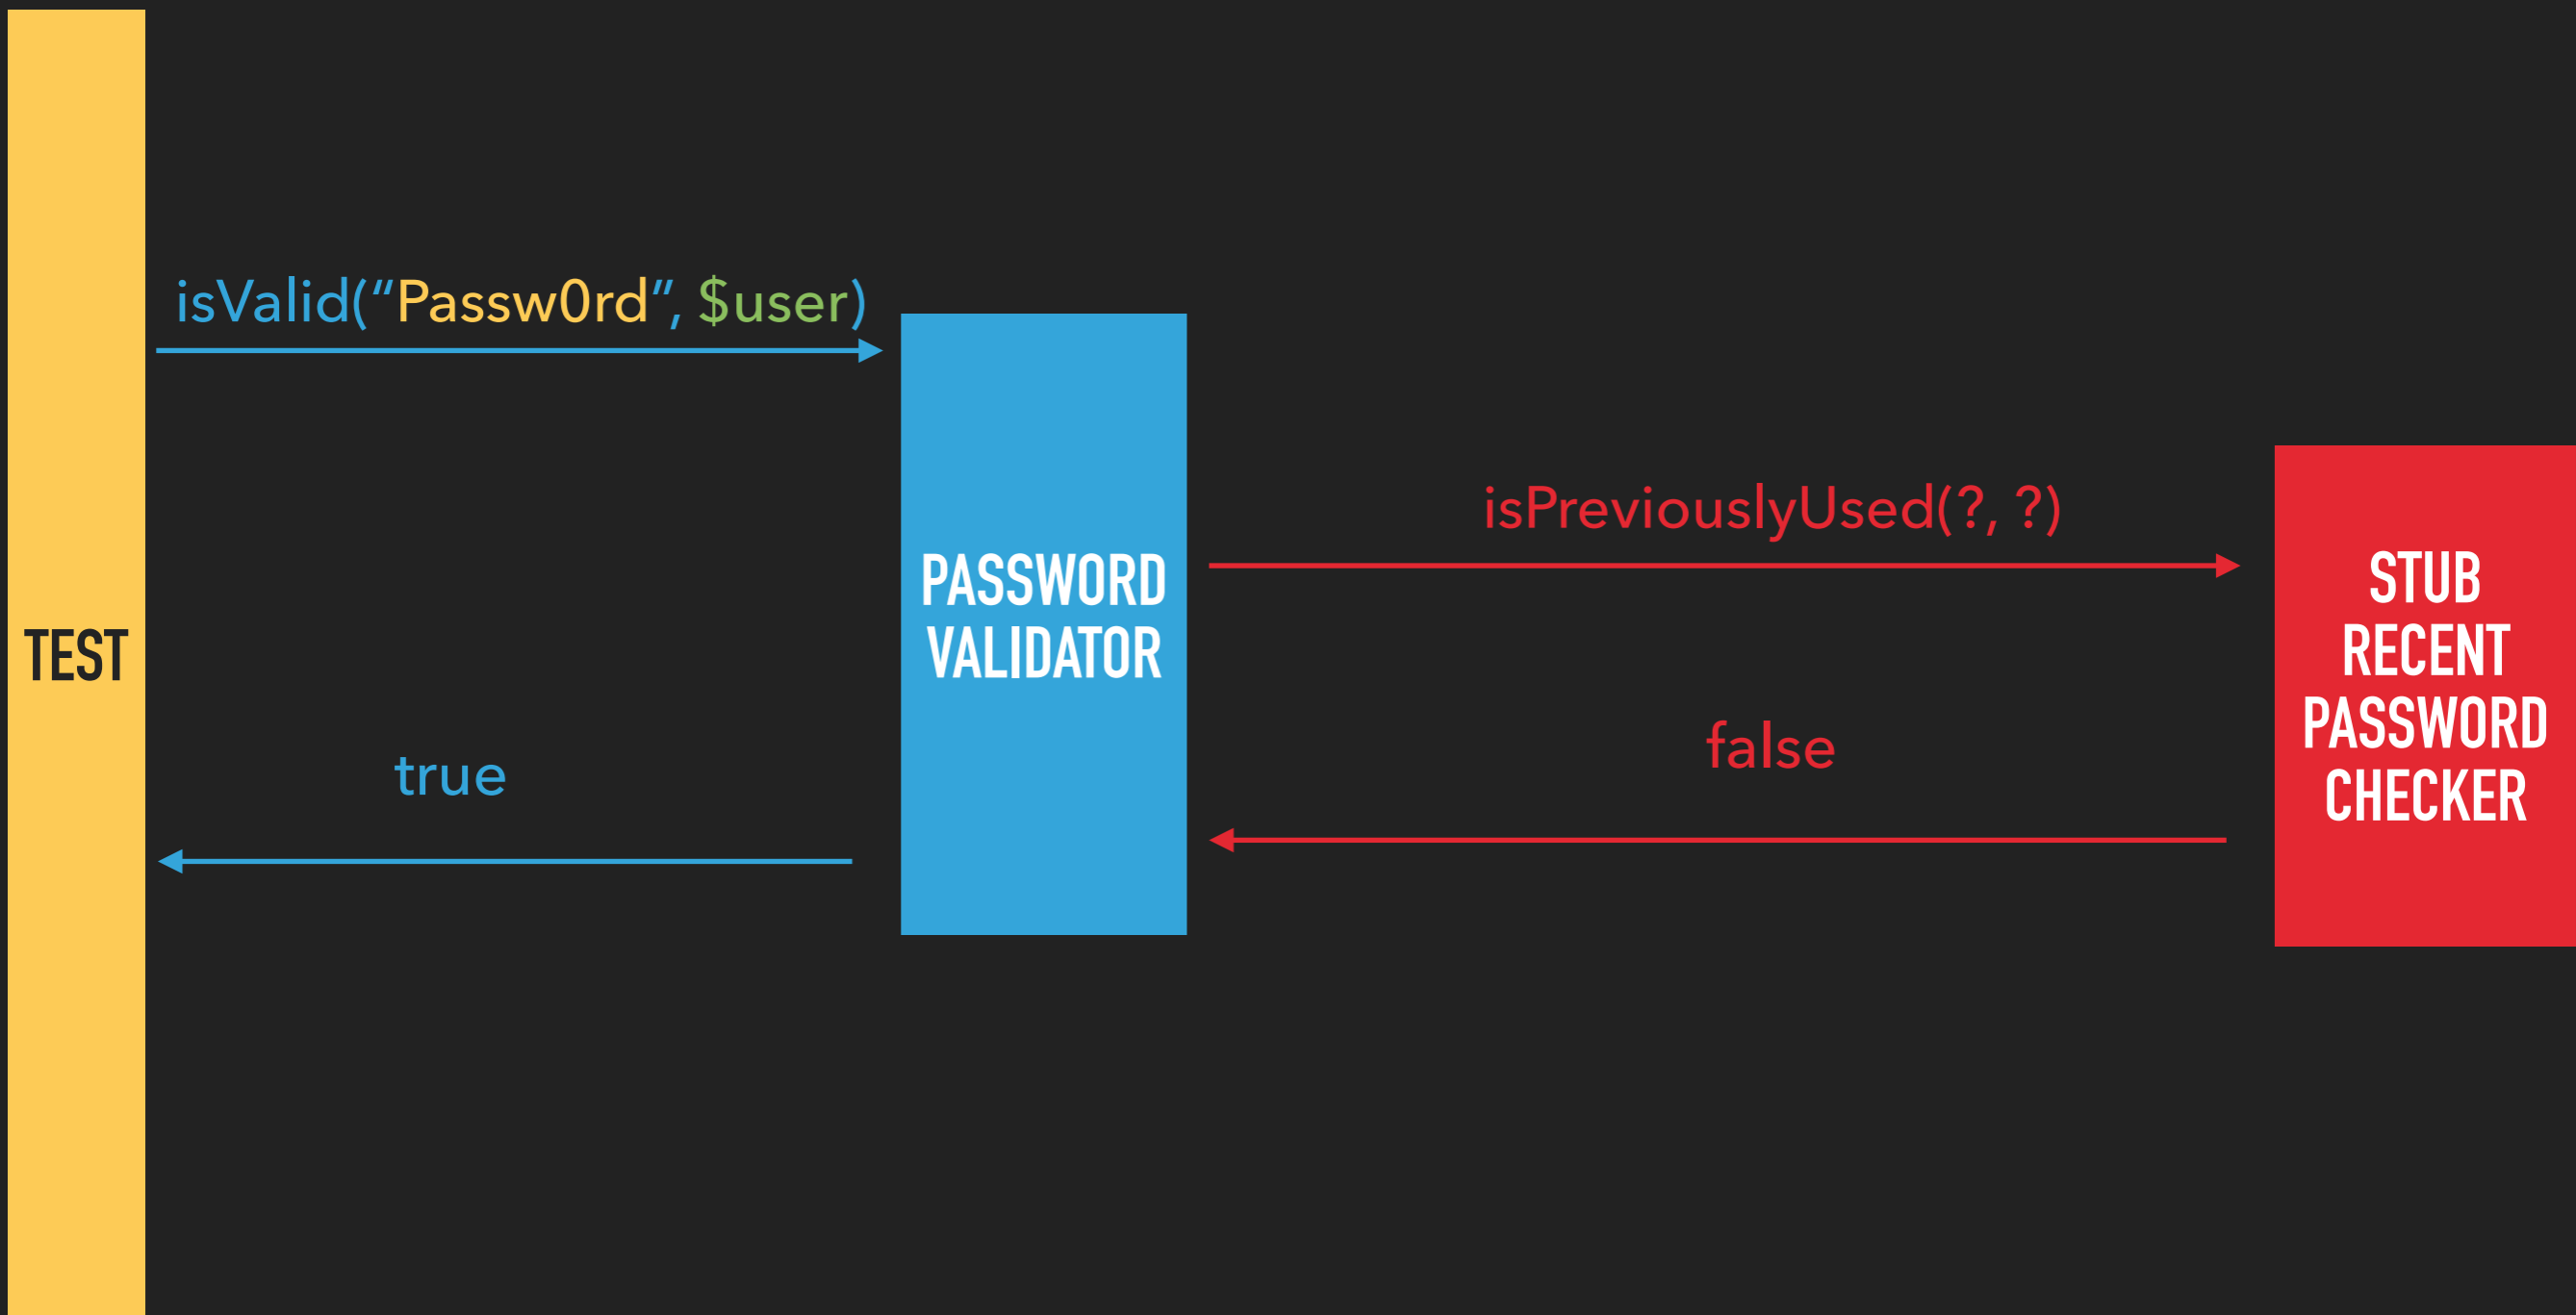 isValid(“Passw0rd”, $user)
isPreviouslyUsed(?, ?)
TEST
PASSWORD
VALIDATOR
STUB
RECENT
PASSWORD
CHECKER
true
false